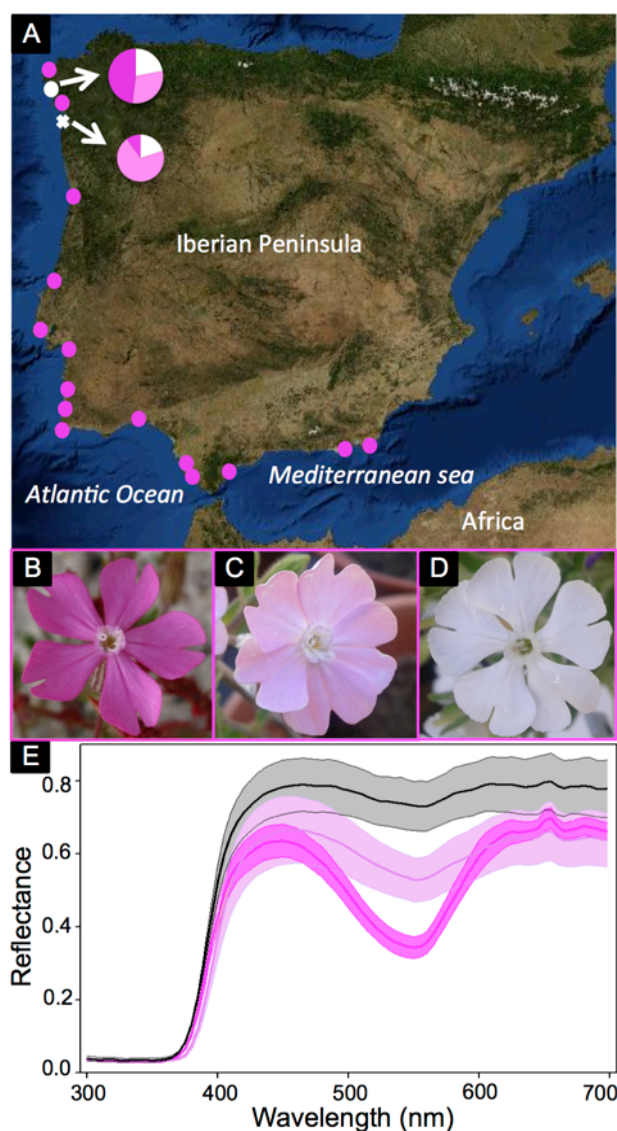 A
Iberian Peninsula
Mediterranean sea
Atlantic Ocean
Africa
B
C
D
E
0.8
0.6
0.4
0.2
0.0
Reflectance
300
400
500
600
700
Wavelength (nm)